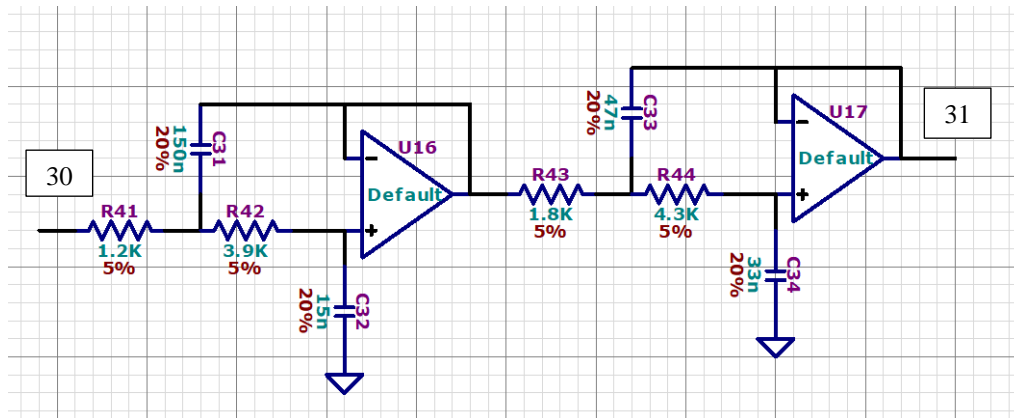 30
R41
1.2K
5%
C31
150n
20%
R42
3.9K
5%
C32
15n
20%
-
+
U16
Default
R43
1.8K
5%
C33
47n
20%
R44
4.3K
5%
C34
33n
20%
-
+
U17
Default
31